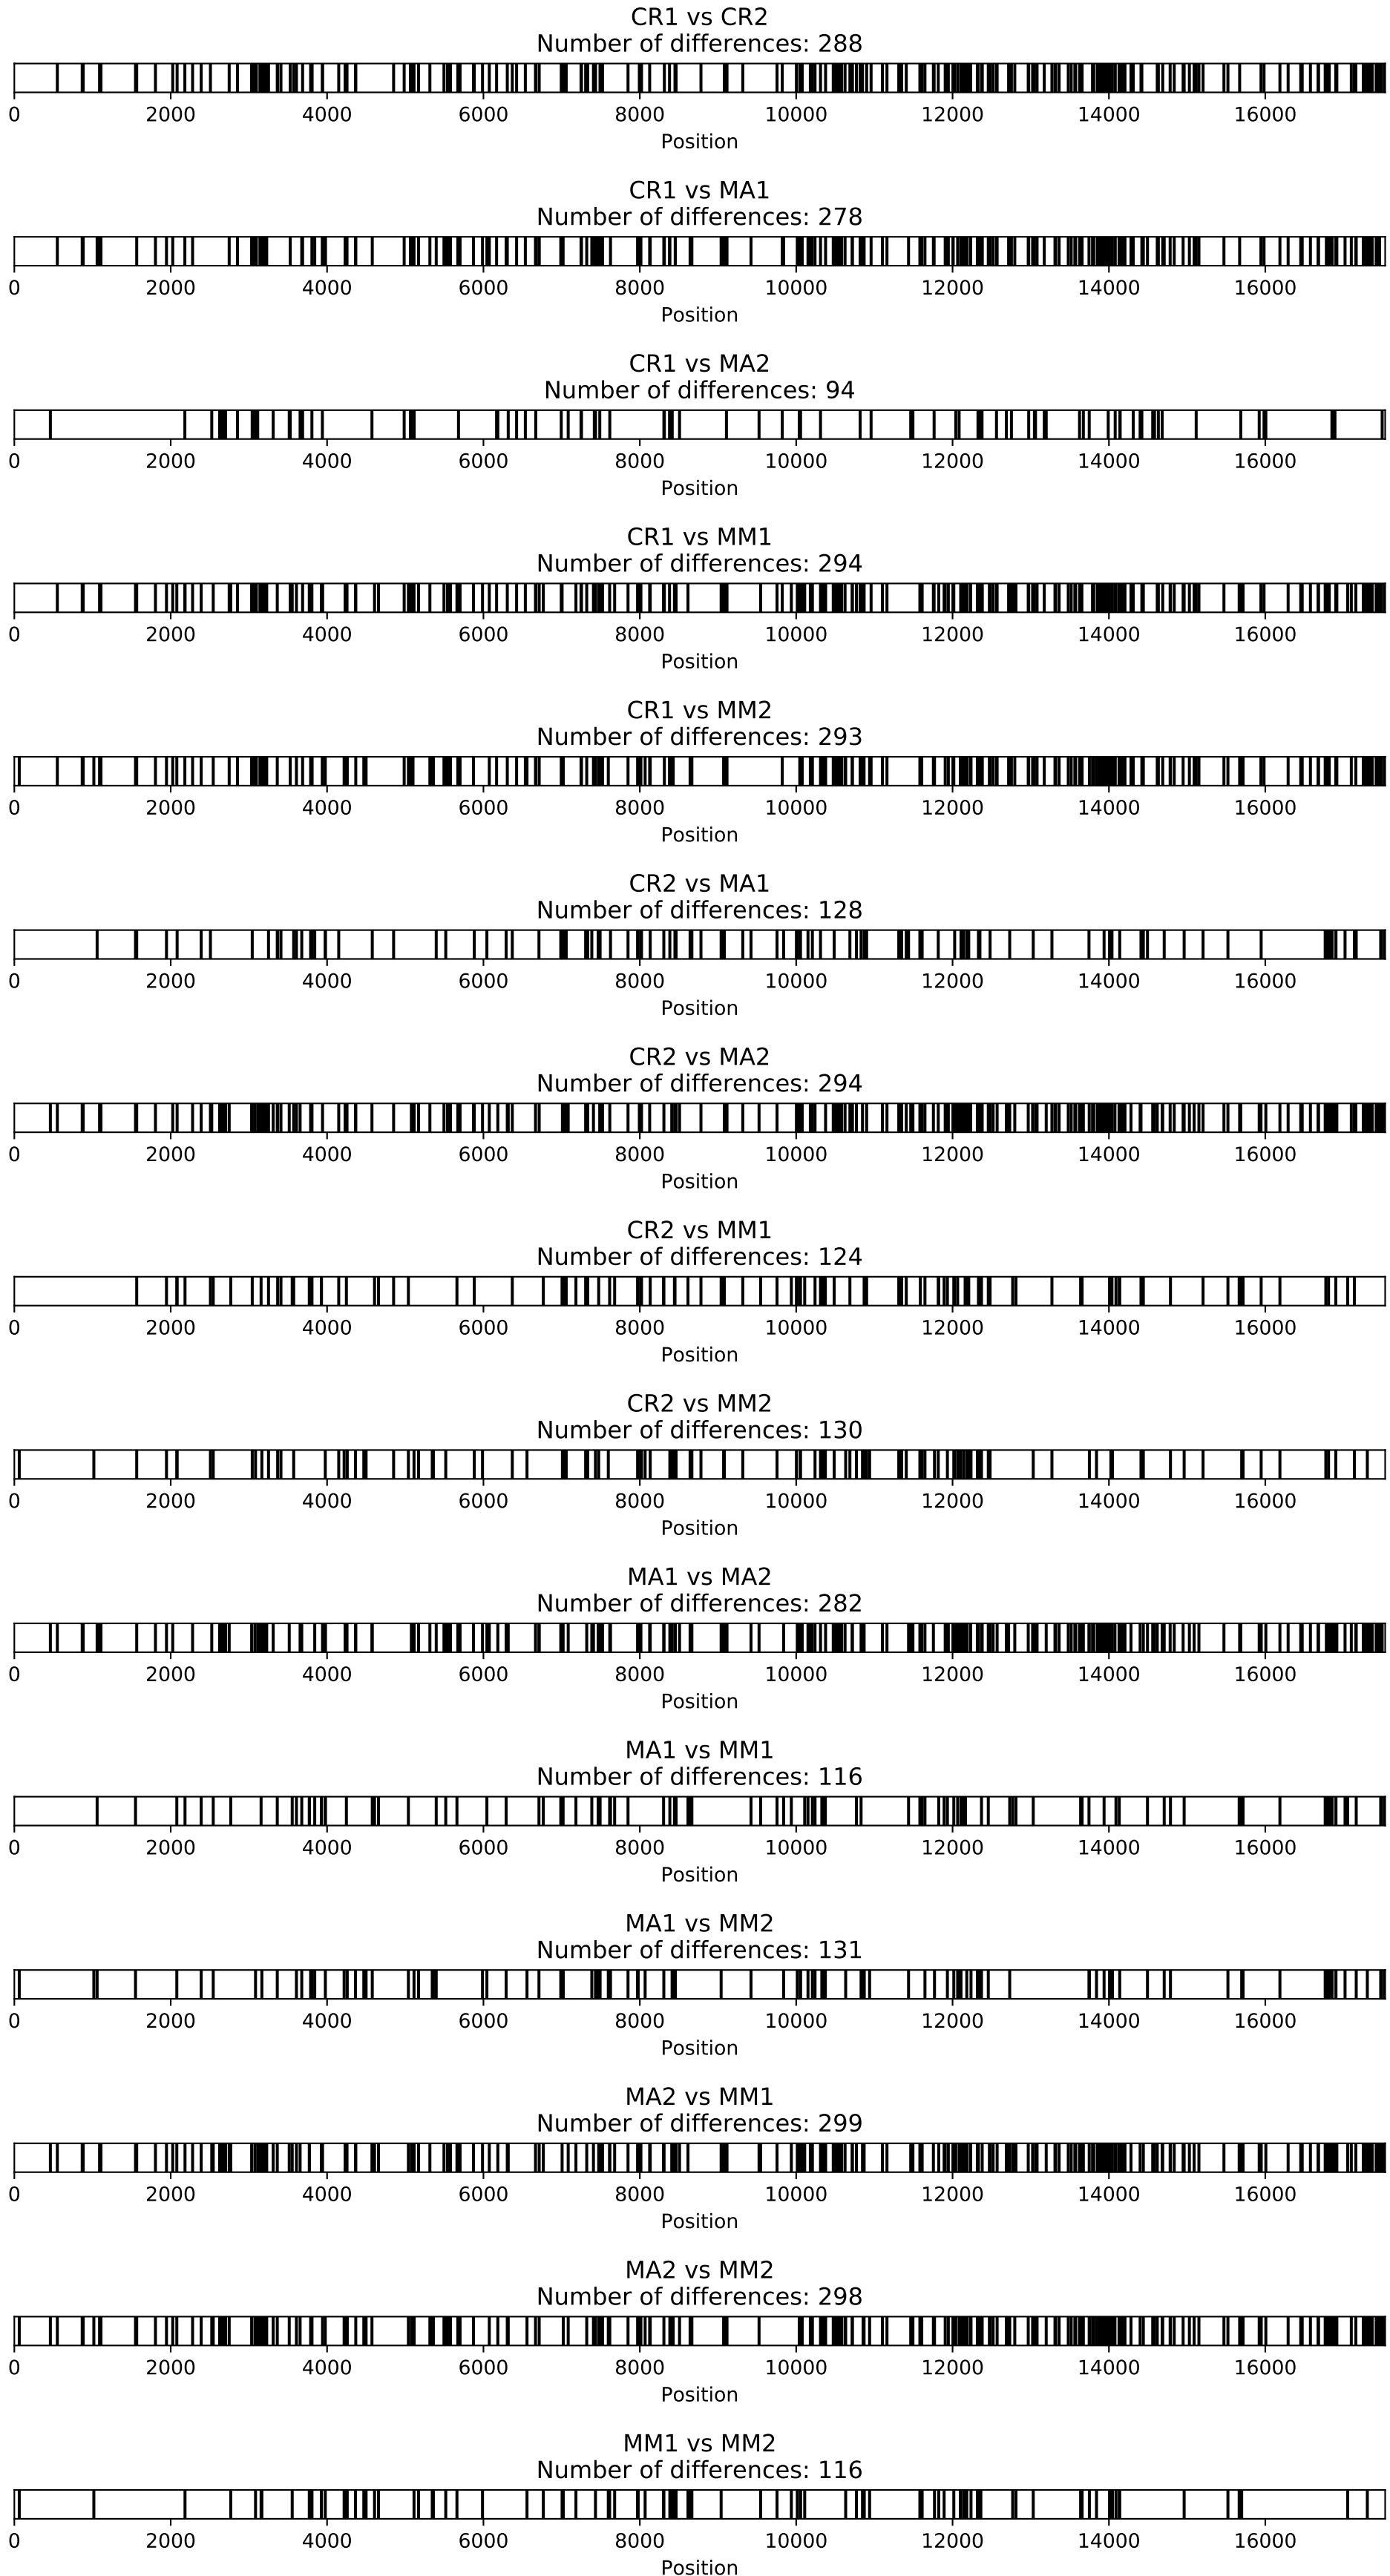 CR1 vs CR2
Number of differences: 288
0 2000 4000 6000 8000 10000 12000 14000 16000
Position
CR1 vs MA1
Number of differences: 278
0 2000 4000 6000 8000 10000 12000 14000 16000
Position
CR1 vs MA2
Number of differences: 94
0 2000 4000 6000 8000 10000 12000 14000 16000
Position
CR1 vs MM1
Number of differences: 294
0 2000 4000 6000 8000 10000 12000 14000 16000
Position
CR1 vs MM2
Number of differences: 293
0 2000 4000 6000 8000 10000 12000 14000 16000
Position
CR2 vs MA1
Number of differences: 128
0 2000 4000 6000 8000 10000 12000 14000 16000
Position
CR2 vs MA2
Number of differences: 294
0 2000 4000 6000 8000 10000 12000 14000 16000
Position
CR2 vs MM1
Number of differences: 124
0 2000 4000 6000 8000 10000 12000 14000 16000
Position
CR2 vs MM2
Number of differences: 130
0 2000 4000 6000 8000 10000 12000 14000 16000
Position
MA1 vs MA2
Number of differences: 282
0 2000 4000 6000 8000 10000 12000 14000 16000
Position
MA1 vs MM1
Number of differences: 116
0 2000 4000 6000 8000 10000 12000 14000 16000
Position
MA1 vs MM2
Number of differences: 131
0 2000 4000 6000 8000 10000 12000 14000 16000
Position
MA2 vs MM1
Number of differences: 299
0 2000 4000 6000 8000 10000 12000 14000 16000
Position
MA2 vs MM2
Number of differences: 298
0 2000 4000 6000 8000 10000 12000 14000 16000
Position
MM1 vs MM2
Number of differences: 116
0 2000 4000 6000 8000 10000 12000 14000 16000
Position